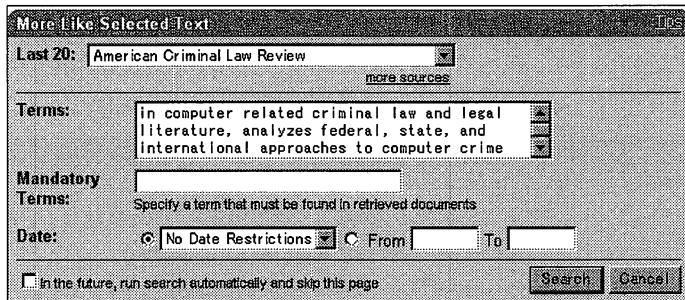 More Like Selected Text Tips
Last 20: American Criminal Law Review
more sources
Terms: in computer related criminal law and legal
literature, analyzes federal, state, and
international approaches to computer crime
Mandatory
Terms:
Specify a term that must be found in retrieved documents
Date: No Date Restrictions From To
In the future, run search automatically and skip this page Search Cancel